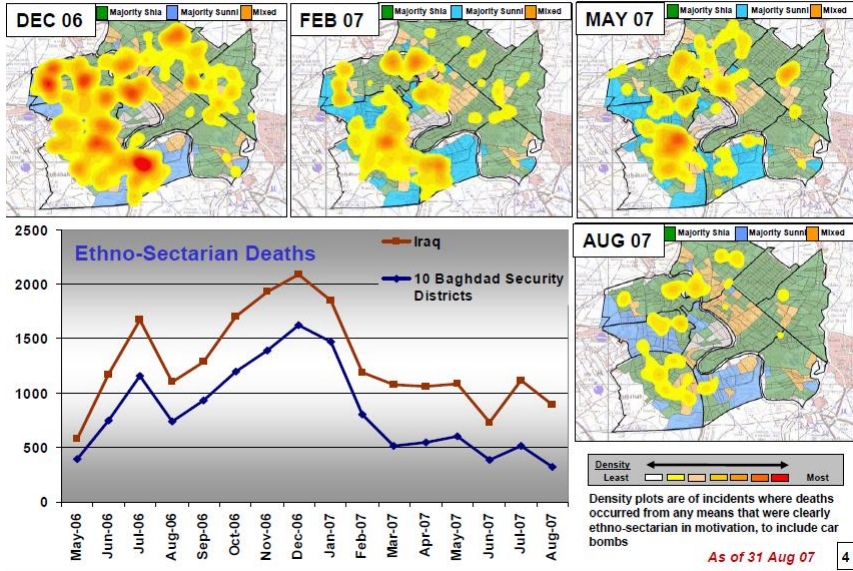 DEC 06
Majority Shia Majority Sunni Mixed
FEB 07
Majority Shia Majority Sunni Mixed
MAY 07
Majority Shia Majority Sunni Mixed
Ethno-Sectarian Deaths
Iraq
10 Baghdad Security
Districts
2500
2000
1500
1000
500
0
May-06
Jun-06
Jul-06
Aug-06
Sep-06
Oct-06
Nov-06
Dec-06
Jan-07
Feb-07
Mar-07
Apr-07
May-07
Jun-07
Jul-07
Aug-07
AUG 07
Majority Shia Majority Sunni Mixed
Density
Least Most
Density plots are of incidents where deaths
occurred from any means that were clearly
ethno-sectarian in motivation, to include car
bombs
As of 31 Aug 07
4